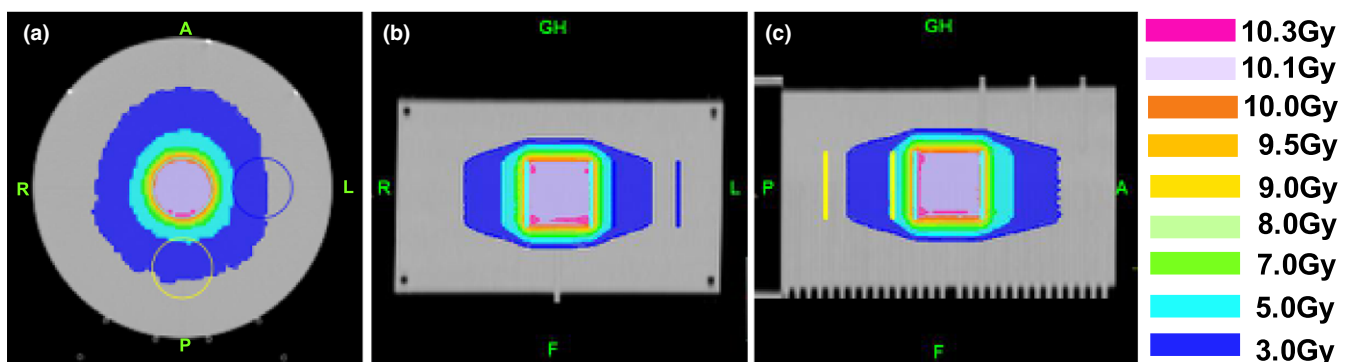 (a)
A
R
L
P
(b)
GH
R
L
F
(c)
GH
P
A
F
10.3Gy
10.1Gy
10.0Gy
9.5Gy
9.0Gy
8.0Gy
7.0Gy
5.0Gy
3.0Gy